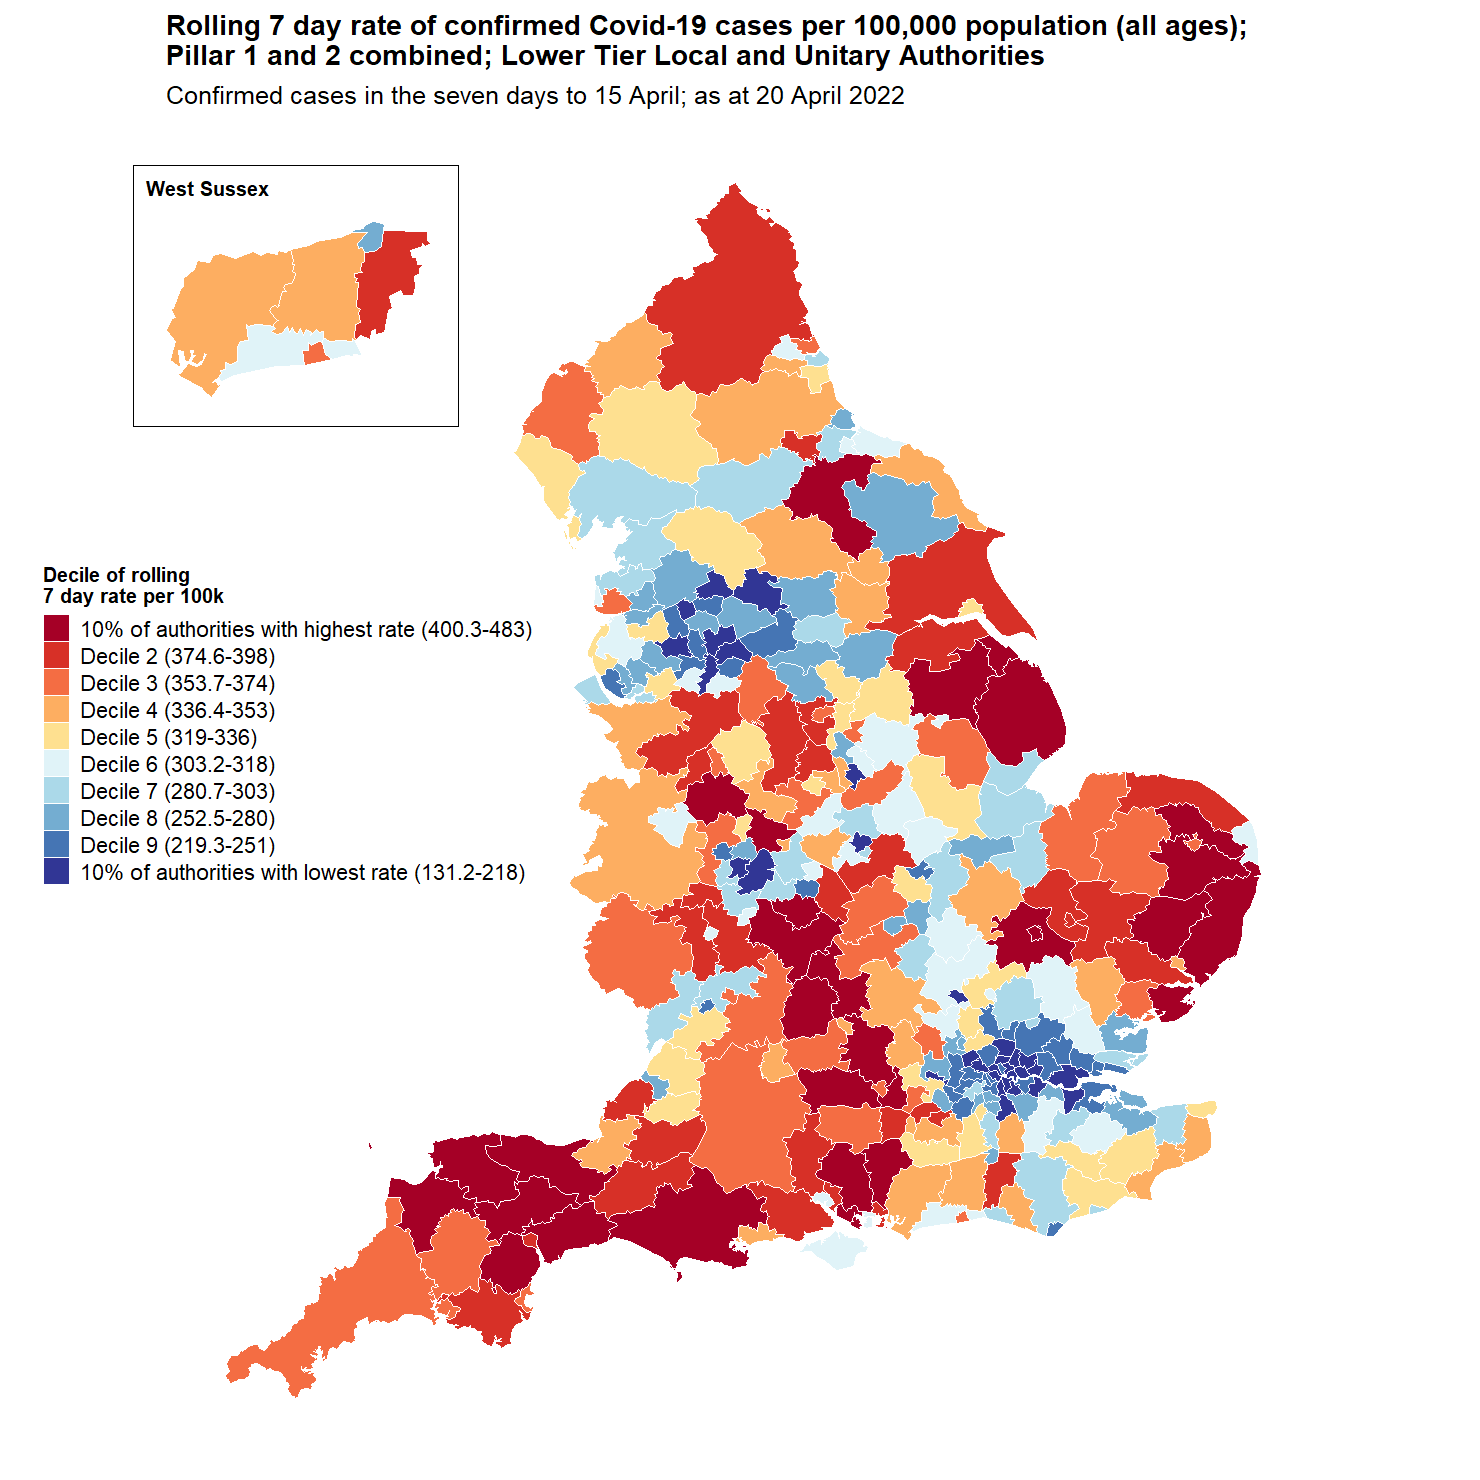 Rolling 7 day rate of confirmed Covid-19 cases per 100,000 population (all ages);
Pillar 1 and 2 combined; Lower Tier Local and Unitary Authorities
Confirmed cases in the seven days to 15 April; as at 20 April 2022
West Sussex
Decile of rolling
7 day rate per 100k
10% of authorities with highest rate (400.3-483)
Decile 2 (374.6-398)
Decile 3 (353.7-374)
Decile 4 (336.4-353)
Decile 5 (319-336)
Decile 6 (303.2-318)
Decile 7 (280.7-303)
Decile 8 (252.5-280)
Decile 9 (219.3-251)
10% of authorities with lowest rate (131.2-218)